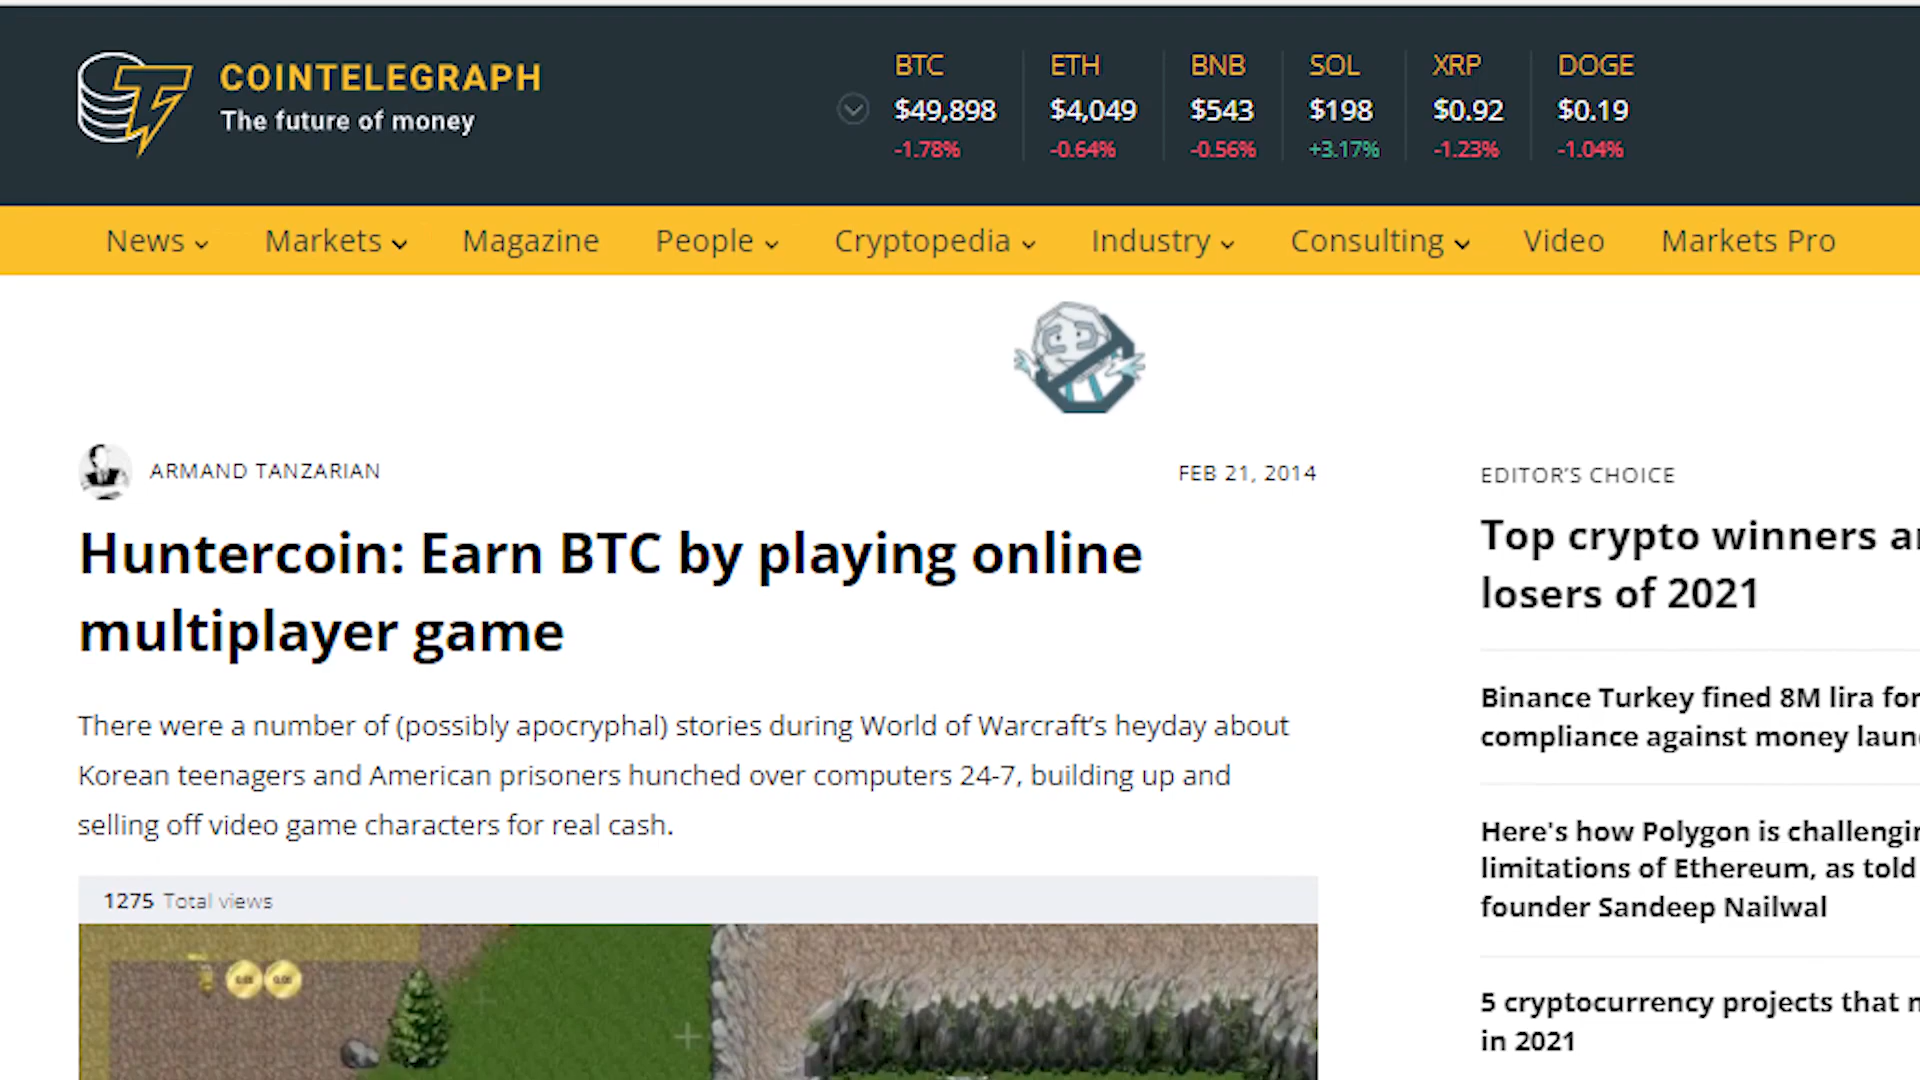 COINTELEGRAPH
The future of money
BTC ETH BNB SOL XRP DOGE
$49,898 $4,049 $543 $198 $0.92 $0.19
-1.78% -0.64% -0.56% +3.17% -1.23% -1.04%
News Markets Magazine People Cryptopedia Industry Consulting Video Markets Pro
ARMAND TANZARIAN
FEB 21, 2014
Huntercoin: Earn BTC by playing online
multiplayer game
There were a number of (possibly apocryphal) stories during World of Warcraft’s heyday about
Korean teenagers and American prisoners hunched over computers 24-7, building up and
selling off video game characters for real cash.
1275 Total views
EDITOR’S CHOICE
Top crypto winners
losers of 2021
Binance Turkey fined 8M lira for
compliance against money
Here's how Polygon is
limitations of Ethereum, as told
founder Sandeep Nailwal
5 cryptocurrency projects that
in 2021